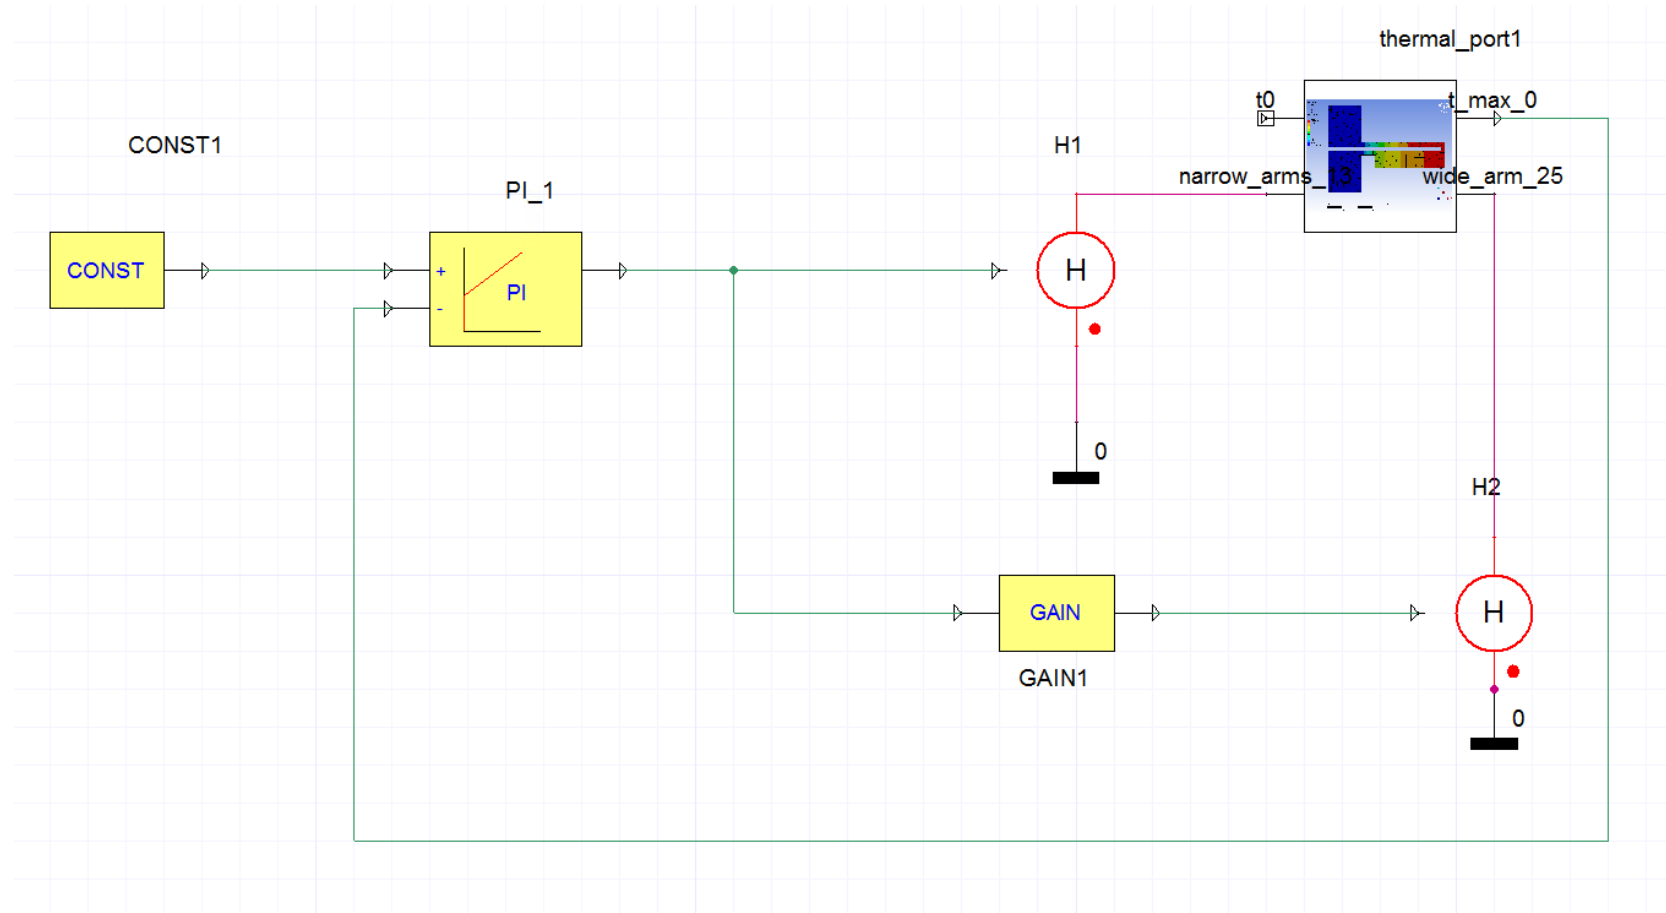 thermal_port1
t0
t_max_0
CONST1
H1
narrow_arms_13
wide_arm_25
PI_1
CONST
+
PI
-
H
0
H2
GAIN
H
GAIN1
0